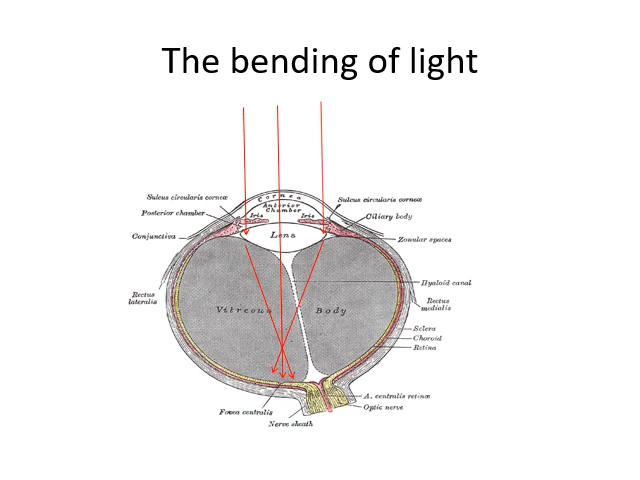 The bending of light
Cornea
Anterior
Chamber
Sulcus circularis corneæ
Sulcus circularis corneæ
Posterior chamber
Iris
Iris
Ciliary body
Conjunctiva
Lens
Zonular spaces
Hyaloid canal
Rectus
lateralis
Rectus
medialis
Vitreous Body
Sclera
Choroid
Retina
A. centralis retinæ
Optic nerve
Fovea centralis
Nerve sheath